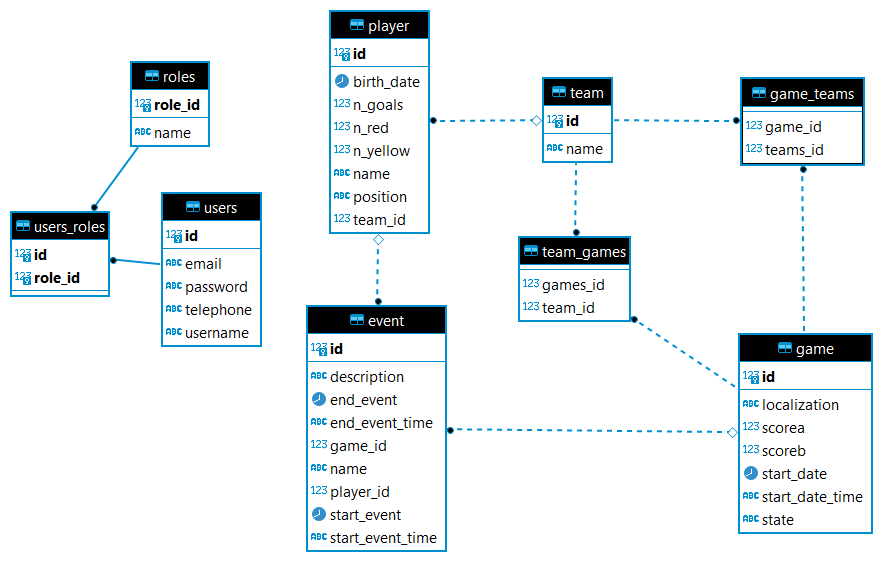 roles
role_id
name
users_roles
id
role_id
users
id
email
password
telephone
username
player
id
birth_date
n_goals
n_red
n_yellow
name
position
team_id
team
id
name
game_teams
game_id
teams_id
team_games
games_id
team_id
event
id
description
end_event
end_event_time
game_id
name
player_id
start_event
start_event_time
game
id
localization
scorea
scoreb
start_date
start_date_time
state